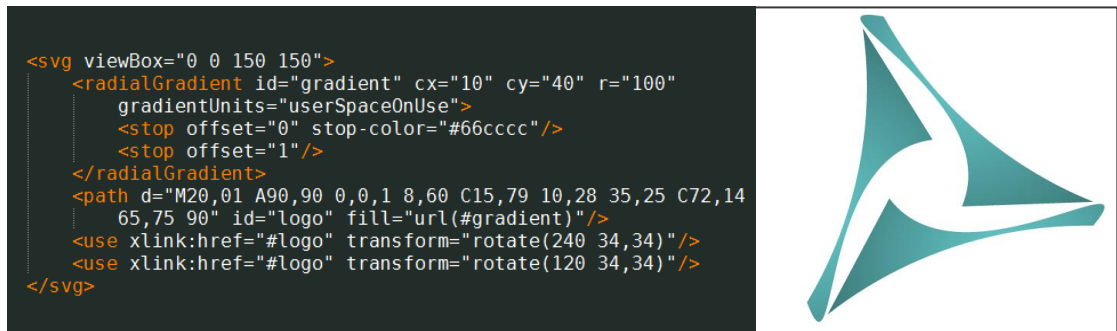 <svg viewBox="0 0 150 150">
<radialGradient id="gradient" cx="10" cy="40" r="100"
gradientUnits="userSpaceOnUse">
<stop offset="0" stop-color="#66cccc"/>
<stop offset="1"/>
</radialGradient>
<path d="M20,01 A90,90 0,0,1 8,60 C15,79 10,28 35,25 C72,14
65,75 90" id="logo" fill="url(#gradient)"/>
<use xlink:href="#logo" transform="rotate(240 34,34)"/>
<use xlink:href="#logo" transform="rotate(120 34,34)"/>
</svg>